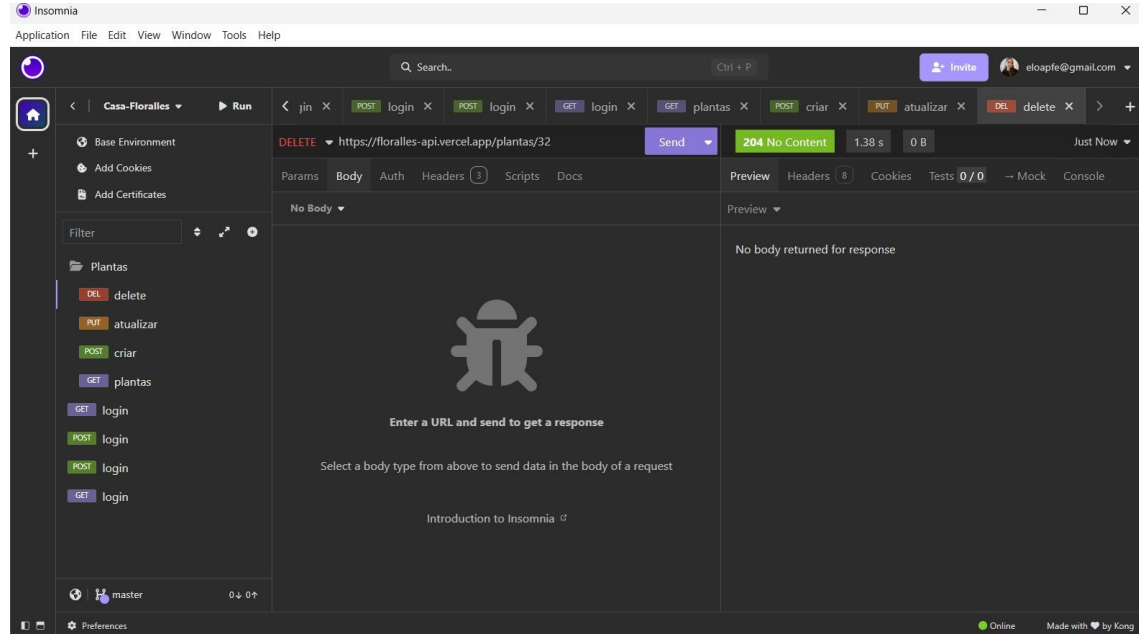 Insomnia
Application File Edit View Window Tools Help
Search.. Ctrl + P Invite eloapfe@gmail.com
Casa-Floralles Run
jin POST login POST login GET login GET plantas POST criar PUT atualizar DEL delete
Base Environment
Add Cookies
Add Certificates
Filter
Plantas
DEL delete
PUT atualizar
POST criar
GET plantas
GET login
POST login
POST login
GET login
master 0 0
DELETE https://floralles-api.vercel.app/plantas/32 Send
Params Body Auth Headers 3 Scripts Docs
No Body
Enter a URL and send to get a response
Select a body type from above to send data in the body of a request
Introduction to Insomnia
204 No Content 1.38 s 0 B Just Now
Preview Headers 8 Cookies Tests 0 / 0 → Mock Console
Preview
No body returned for response
Preferences
Online Made with by Kong